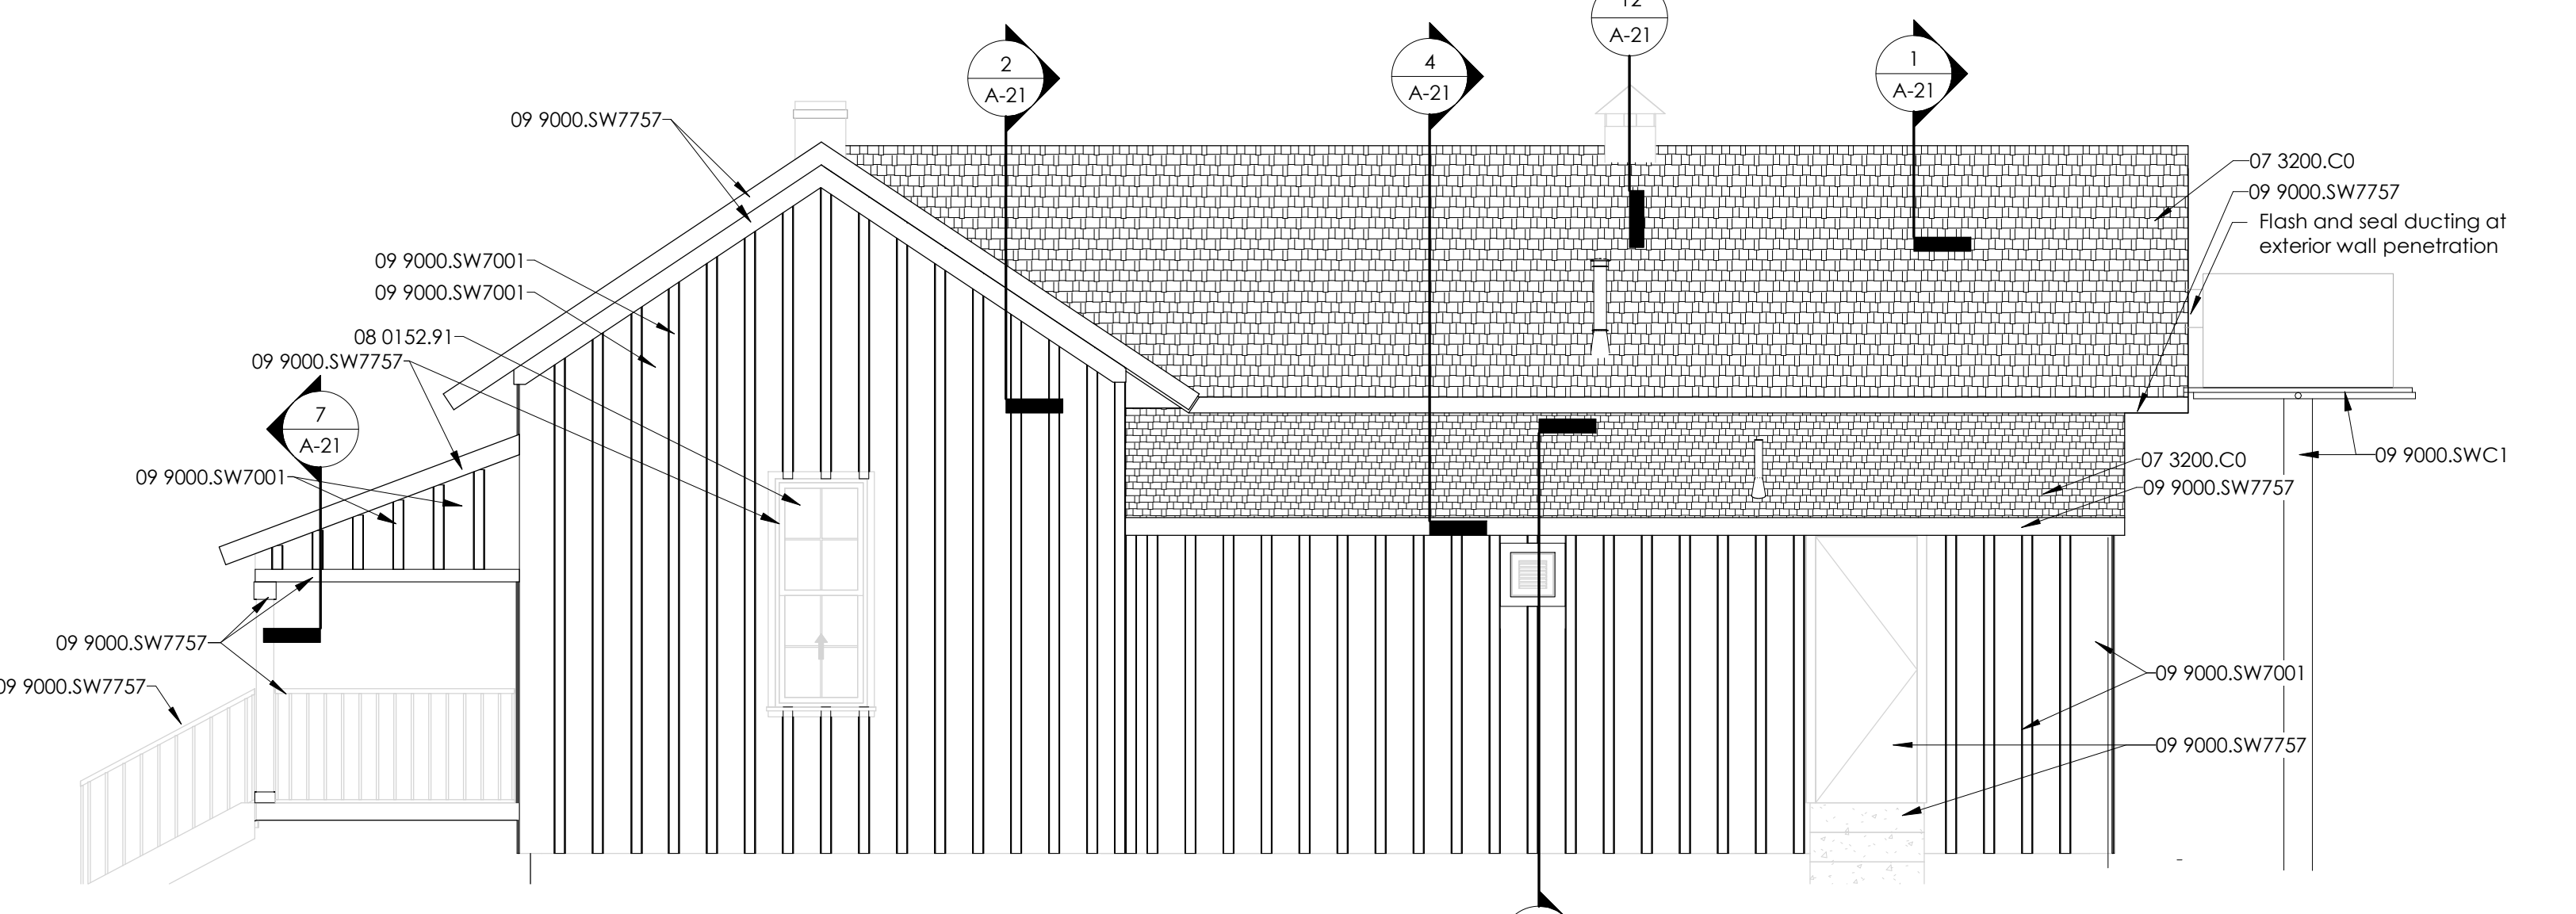 12
A-21
2
A-21
4
A-21
1
A-21
09 9000.SW7757
07 3200.C0
09 9000.SW7757
Flash and seal ducting at
exterior wall penetration
09 9000.SW7001
09 9000.SW7001
08 0152.91
09 9000.SW7757
7
A-21
09 9000.SW7001
07 3200.C0
09 9000.SWC1
09 9000.SW7757
09 9000.SW7757
09 9000.SW7757
09 9000.SW7001
09 9000.SW7757